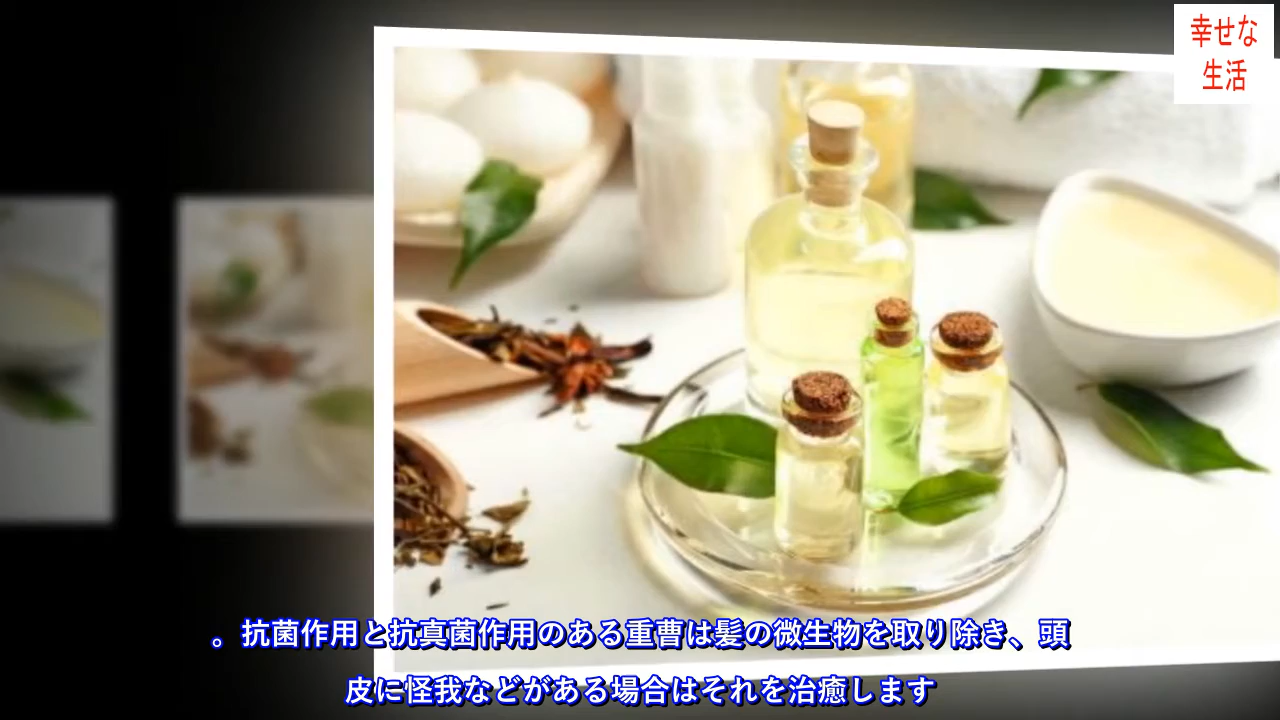 幸せな
生活
。抗菌作用と抗真菌作用のある重曹は髪の微生物を取り除き、頭
皮に怪我などがある場合はそれを治癒します